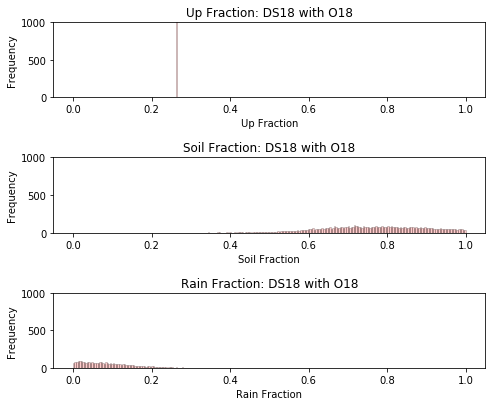 Up Fraction: DS18 with O18
1000
500
0
Frequency
0.0 0.2 0.4 0.6 0.8 1.0
Up Fraction
Soil Fraction: DS18 with O18
1000
500
0
Frequency
0.0 0.2 0.4 0.6 0.8 1.0
Soil Fraction
Rain Fraction: DS18 with O18
1000
500
0
Frequency
0.0 0.2 0.4 0.6 0.8 1.0
Rain Fraction